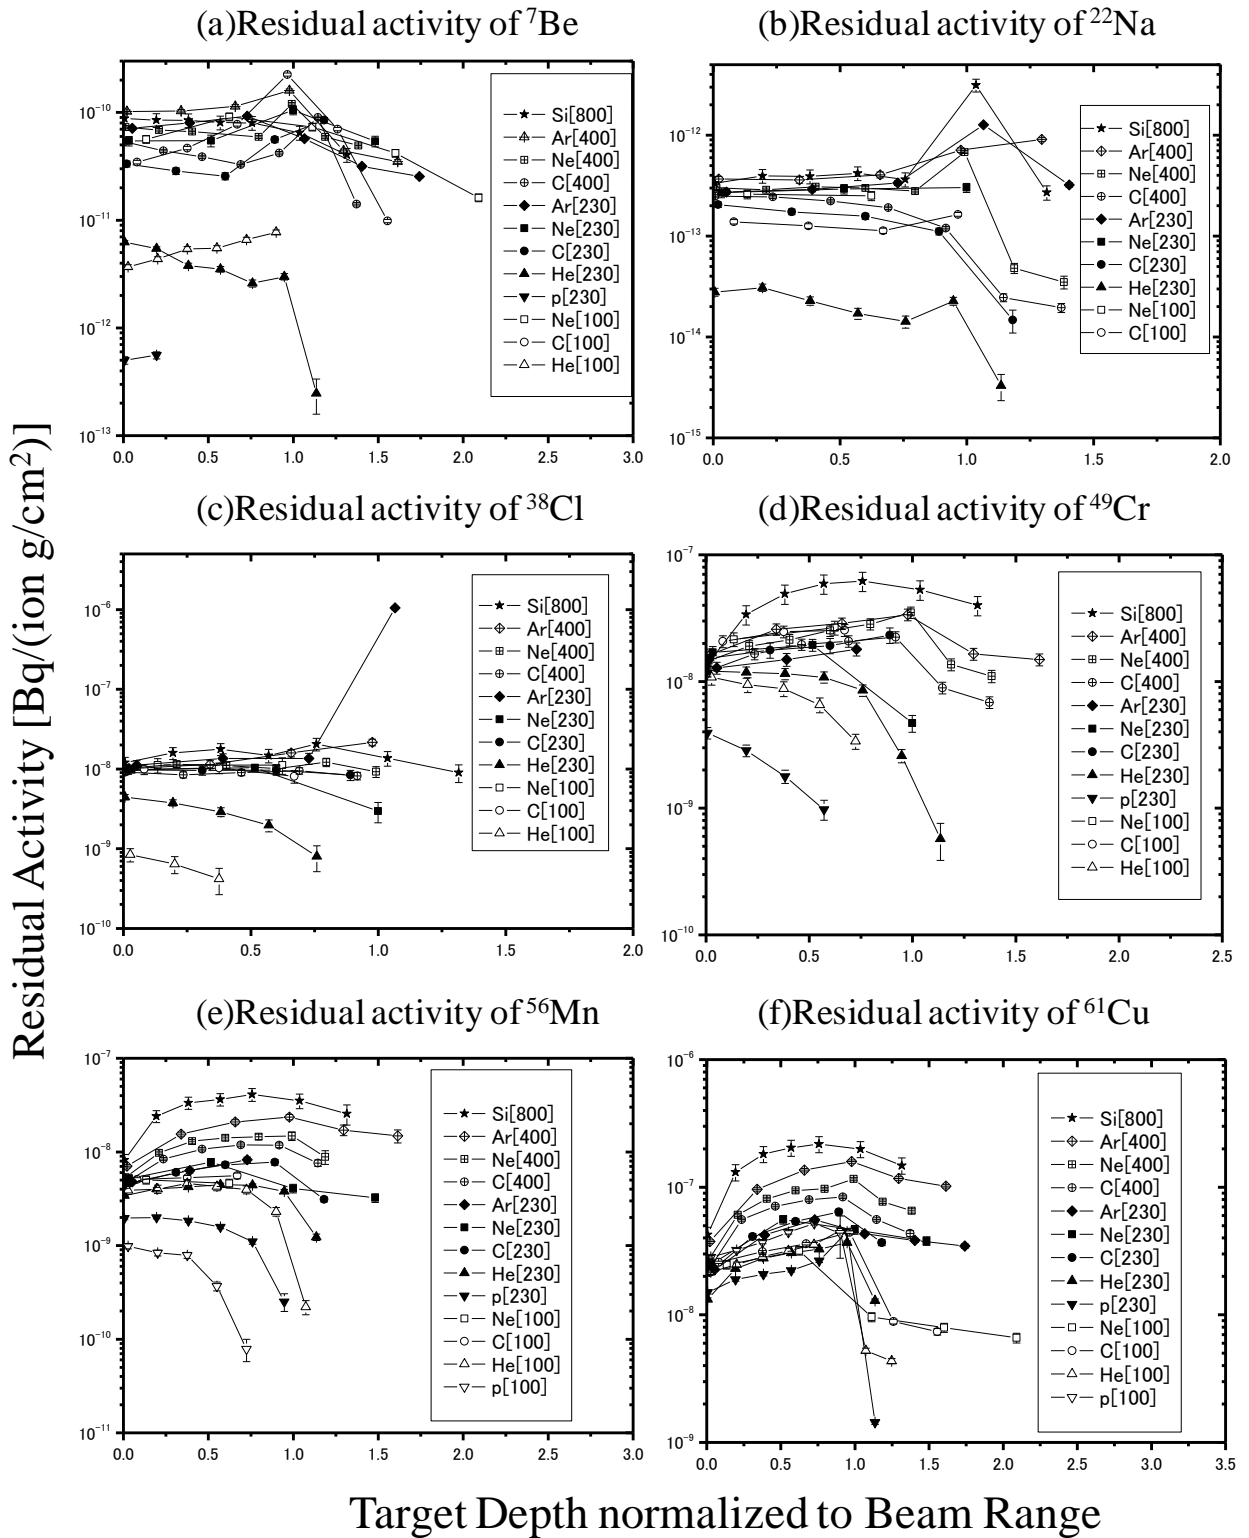 (a)Residual activity of ⁷Be
10⁻¹⁰
10⁻¹¹
10⁻¹²
10⁻¹³
0.0 0.5 1.0 1.5 2.0 2.5 3.0
Si[800]
Ar[400]
Ne[400]
C[400]
Ar[230]
Ne[230]
C[230]
He[230]
p[230]
Ne[100]
C[100]
He[100]
(b)Residual activity of ²²Na
10⁻¹²
10⁻¹³
10⁻¹⁴
10⁻¹⁵
0.0 0.5 1.0 1.5 2.0
Si[800]
Ar[400]
Ne[400]
C[400]
Ar[230]
Ne[230]
C[230]
He[230]
Ne[100]
C[100]
(c)Residual activity of ³⁸Cl
10⁻⁶
10⁻⁷
10⁻⁸
10⁻⁹
10⁻¹⁰
0.0 0.5 1.0 1.5 2.0
Si[800]
Ar[400]
Ne[400]
C[400]
Ar[230]
Ne[230]
C[230]
He[230]
Ne[100]
C[100]
He[100]
(d)Residual activity of ⁴⁹Cr
10⁻⁷
10⁻⁸
10⁻⁹
10⁻¹⁰
0.0 0.5 1.0 1.5 2.0 2.5
Si[800]
Ar[400]
Ne[400]
C[400]
Ar[230]
Ne[230]
C[230]
He[230]
p[230]
Ne[100]
C[100]
He[100]
(e)Residual activity of ⁵⁶Mn
10⁻⁷
10⁻⁸
10⁻⁹
10⁻¹⁰
10⁻¹¹
0.0 0.5 1.0 1.5 2.0 2.5 3.0
Si[800]
Ar[400]
Ne[400]
C[400]
Ar[230]
Ne[230]
C[230]
He[230]
p[230]
Ne[100]
C[100]
He[100]
p[100]
(f)Residual activity of ⁶¹Cu
10⁻⁶
10⁻⁷
10⁻⁸
10⁻⁹
0.0 0.5 1.0 1.5 2.0 2.5 3.0 3.5
Si[800]
Ar[400]
Ne[400]
C[400]
Ar[230]
Ne[230]
C[230]
He[230]
p[230]
Ne[100]
C[100]
He[100]
p[100]
Residual Activity [Bq/(ion g/cm²)]
Target Depth normalized to Beam Range